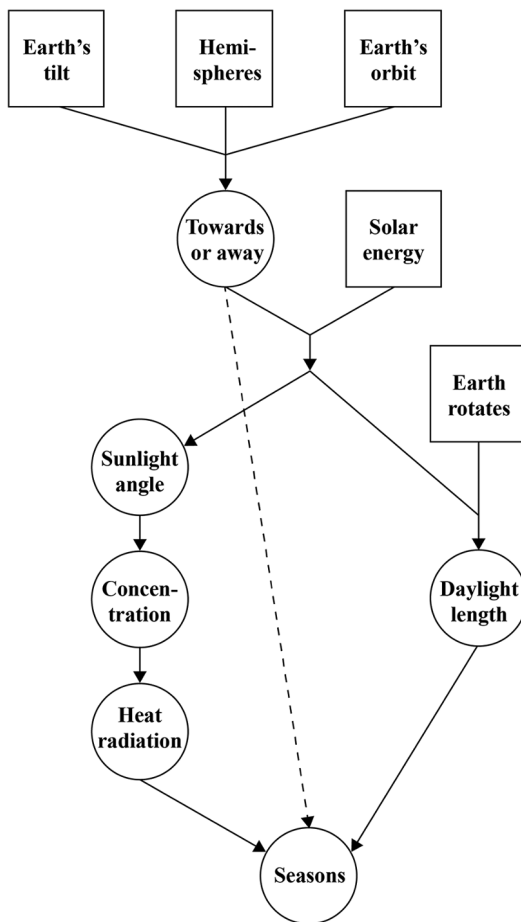 Earth's
tilt
Hemi-
spheres
Earth's
orbit
Towards
or away
Solar
energy
Earth
rotates
Sunlight
angle
Concen-
tration
Daylight
length
Heat
radiation
Seasons